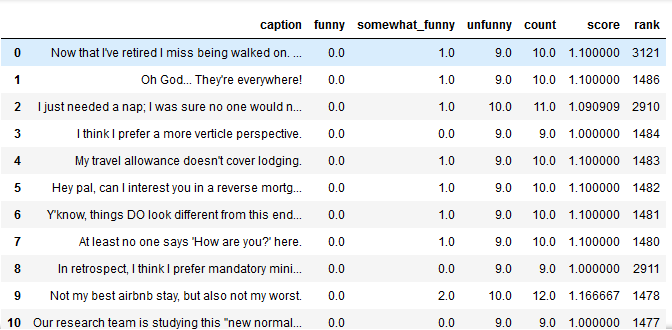 caption funny somewhat_funny unfunny count score rank
0 Now that I've retired I miss being walked on. ... 0.0 1.0 9.0 10.0 1.100000 3121
1 Oh God... They're everywhere! 0.0 1.0 9.0 10.0 1.100000 1486
2 I just needed a nap; I was sure no one would n... 0.0 1.0 10.0 11.0 1.090909 2910
3 I think I prefer a more verticle perspective. 0.0 0.0 9.0 9.0 1.000000 1484
4 My travel allowance doesn't cover lodging. 0.0 1.0 9.0 10.0 1.100000 1483
5 Hey pal, can I interest you in a reverse mortg... 0.0 1.0 9.0 10.0 1.100000 1482
6 Y'know, things DO look different from this end... 0.0 1.0 9.0 10.0 1.100000 1481
7 At least no one says 'How are you?' here. 0.0 1.0 9.0 10.0 1.100000 1480
8 In retrospect, I think I prefer mandatory mini... 0.0 0.0 9.0 9.0 1.000000 2911
9 Not my best airbnb stay, but also not my worst. 0.0 2.0 10.0 12.0 1.166667 1478
10 Our research team is studying this "new normal... 0.0 0.0 9.0 9.0 1.000000 1477